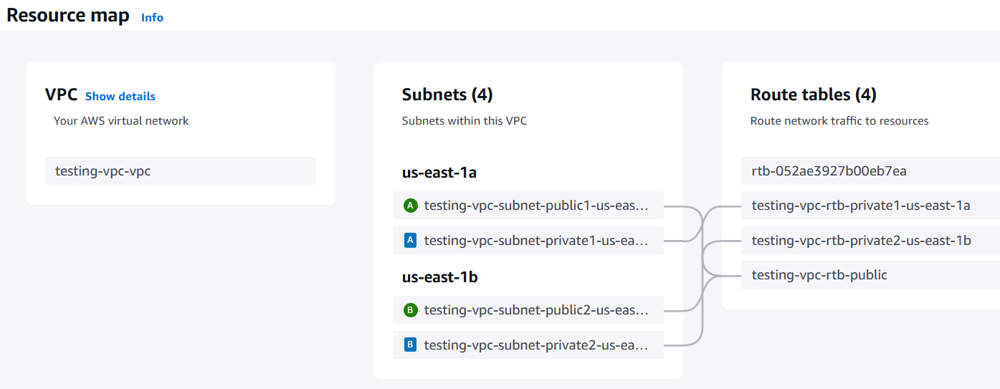 Resource map Info
VPC Show details
Your AWS virtual network
testing-vpc-vpc
Subnets (4)
Subnets within this VPC
us-east-1a
A testing-vpc-subnet-public1-us-eas…
A testing-vpc-subnet-private1-us-ea…
us-east-1b
B testing-vpc-subnet-public2-us-eas…
B testing-vpc-subnet-private2-us-ea…
Route tables (4)
Route network traffic to resources
rtb-052ae3927b00eb7ea
testing-vpc-rtb-private1-us-east-1a
testing-vpc-rtb-private2-us-east-1b
testing-vpc-rtb-public